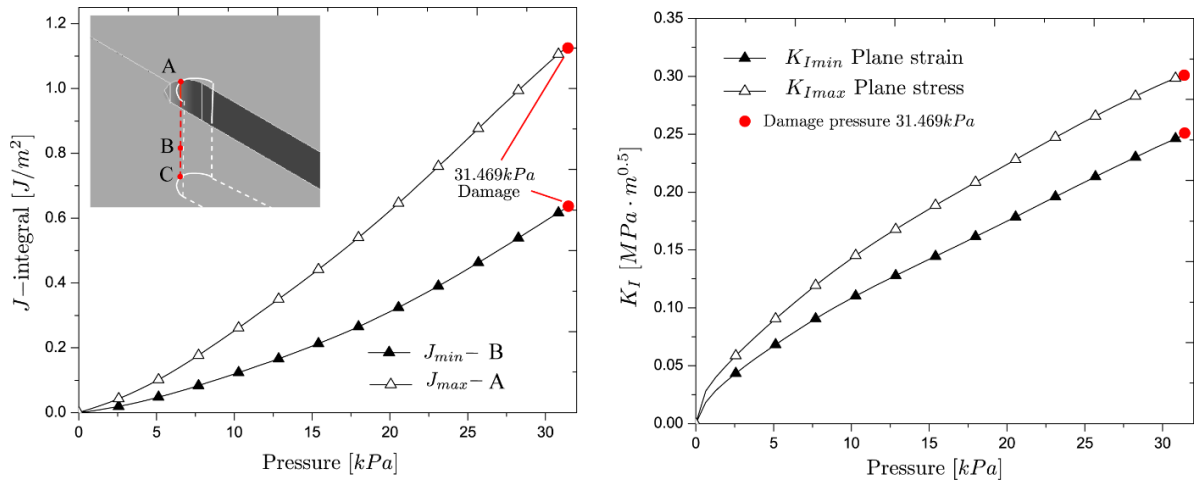 1.2
1.0
0.8
0.6
0.4
0.2
0.0
J−integral [J/m²]
A
B
C
31.469kPa
Damage
J_min − B
J_max − A
0 5 10 15 20 25 30
Pressure [kPa]
0.35
0.30
0.25
0.20
0.15
0.10
0.05
0.00
K_I [MPa · m^0.5]
K_Imin Plane strain
K_Imax Plane stress
Damage pressure 31.469kPa
0 5 10 15 20 25 30
Pressure [kPa]